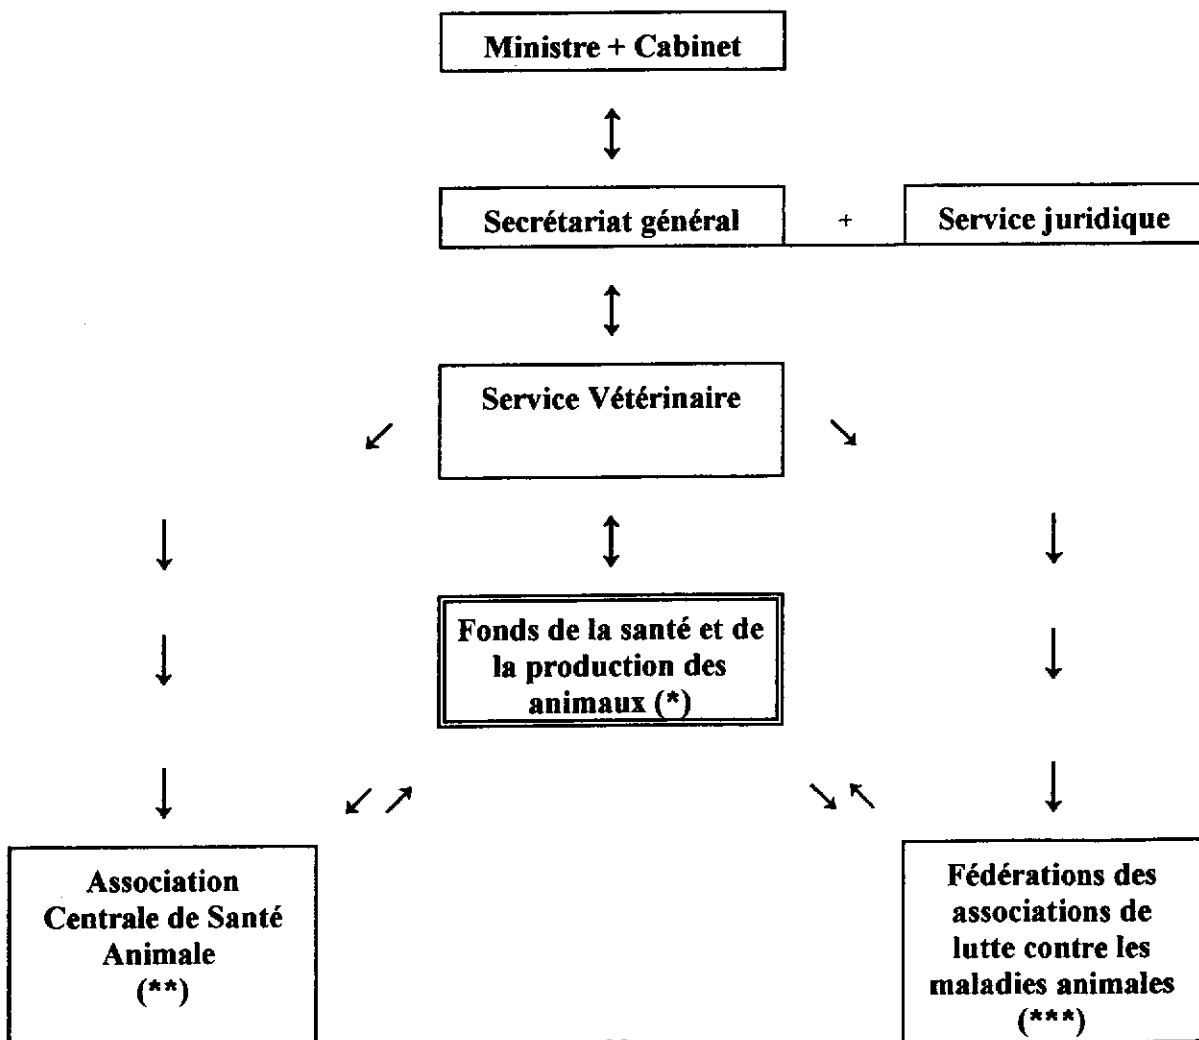 Ministre + Cabinet
Secrétariat général + Service juridique
Service Vétérinaire
Fonds de la santé et de
la production des
animaux (*)
Association
Centrale de Santé
Animale
(**)
Fédérations des
associations de
lutte contre les
maladies animales
(***)